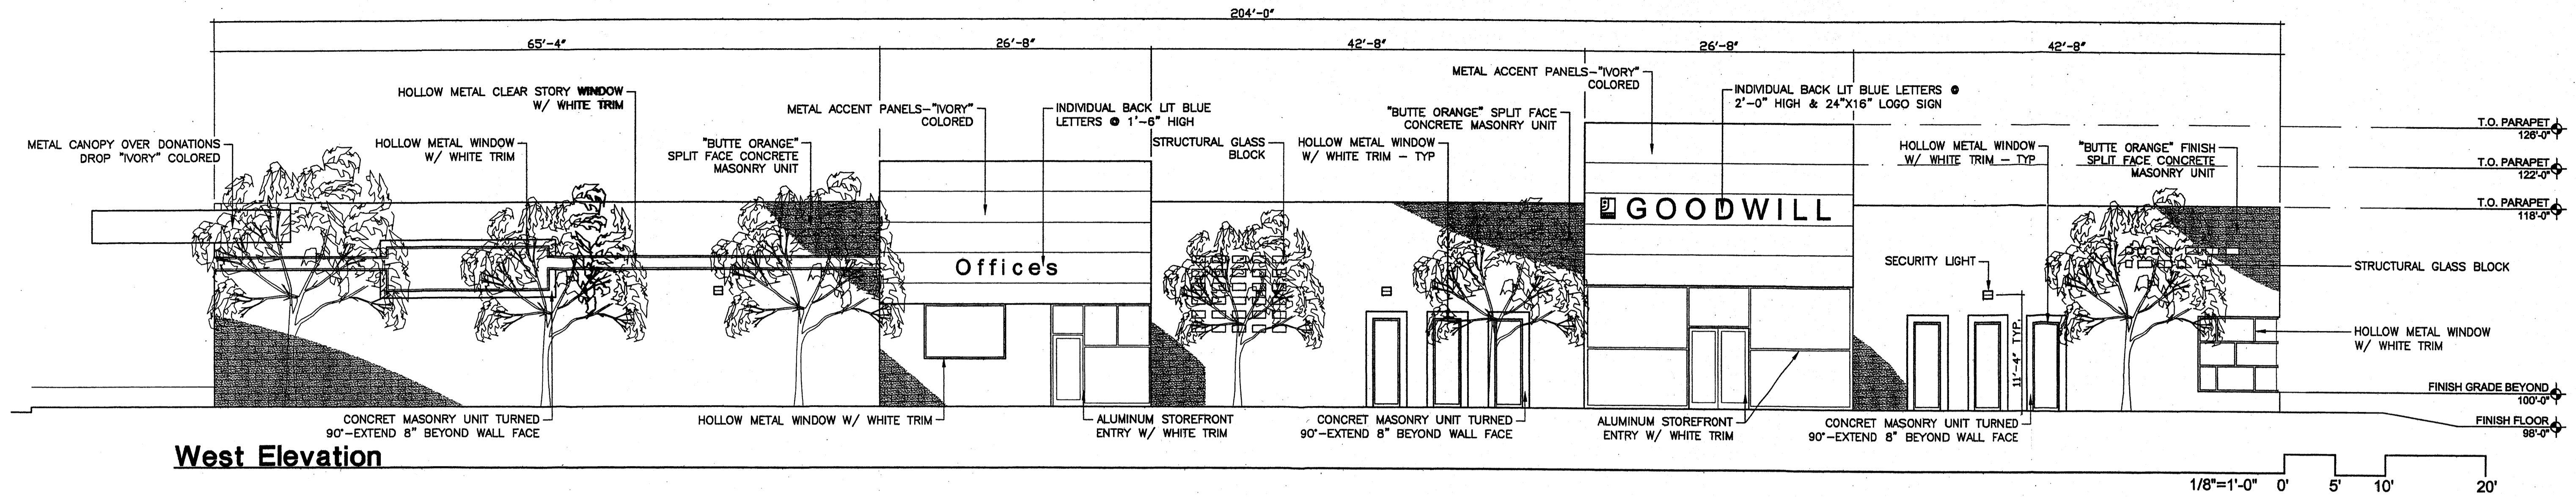 204'-0"
65'-4"
26'-8"
42'-8"
26'-8"
42'-8"
HOLLOW METAL CLEAR STORY WINDOW
W/ WHITE TRIM
METAL CANOPY OVER DONATIONS
DROP "IVORY" COLORED
HOLLOW METAL WINDOW
W/ WHITE TRIM
"BUTTE ORANGE"
SPLIT FACE CONCRETE
MASONRY UNIT
METAL ACCENT PANELS-"IVORY"
COLORED
INDIVIDUAL BACK LIT BLUE
LETTERS @ 1'-6" HIGH
STRUCTURAL GLASS
BLOCK
HOLLOW METAL WINDOW
W/ WHITE TRIM - TYP
"BUTTE ORANGE" SPLIT FACE
CONCRETE MASONRY UNIT
METAL ACCENT PANELS-"IVORY"
COLORED
INDIVIDUAL BACK LIT BLUE LETTERS @
2'-0" HIGH & 24"X16" LOGO SIGN
HOLLOW METAL WINDOW
W/ WHITE TRIM - TYP
"BUTTE ORANGE" FINISH
SPLIT FACE CONCRETE
MASONRY UNIT
T.O. PARAPET
126'-0"
T.O. PARAPET
122'-0"
T.O. PARAPET
118'-0"
Offices
GOODWILL
SECURITY LIGHT
11'-4" TYP.
STRUCTURAL GLASS BLOCK
HOLLOW METAL WINDOW
W/ WHITE TRIM
FINISH GRADE BEYOND
100'-0"
FINISH FLOOR
98'-0"
CONCRET MASONRY UNIT TURNED
90°-EXTEND 8" BEYOND WALL FACE
HOLLOW METAL WINDOW W/ WHITE TRIM
ALUMINUM STOREFRONT
ENTRY W/ WHITE TRIM
CONCRET MASONRY UNIT TURNED
90°-EXTEND 8" BEYOND WALL FACE
ALUMINUM STOREFRONT
ENTRY W/ WHITE TRIM
CONCRET MASONRY UNIT TURNED
90°-EXTEND 8" BEYOND WALL FACE
West Elevation
1/8"=1'-0" 0' 5' 10' 20'